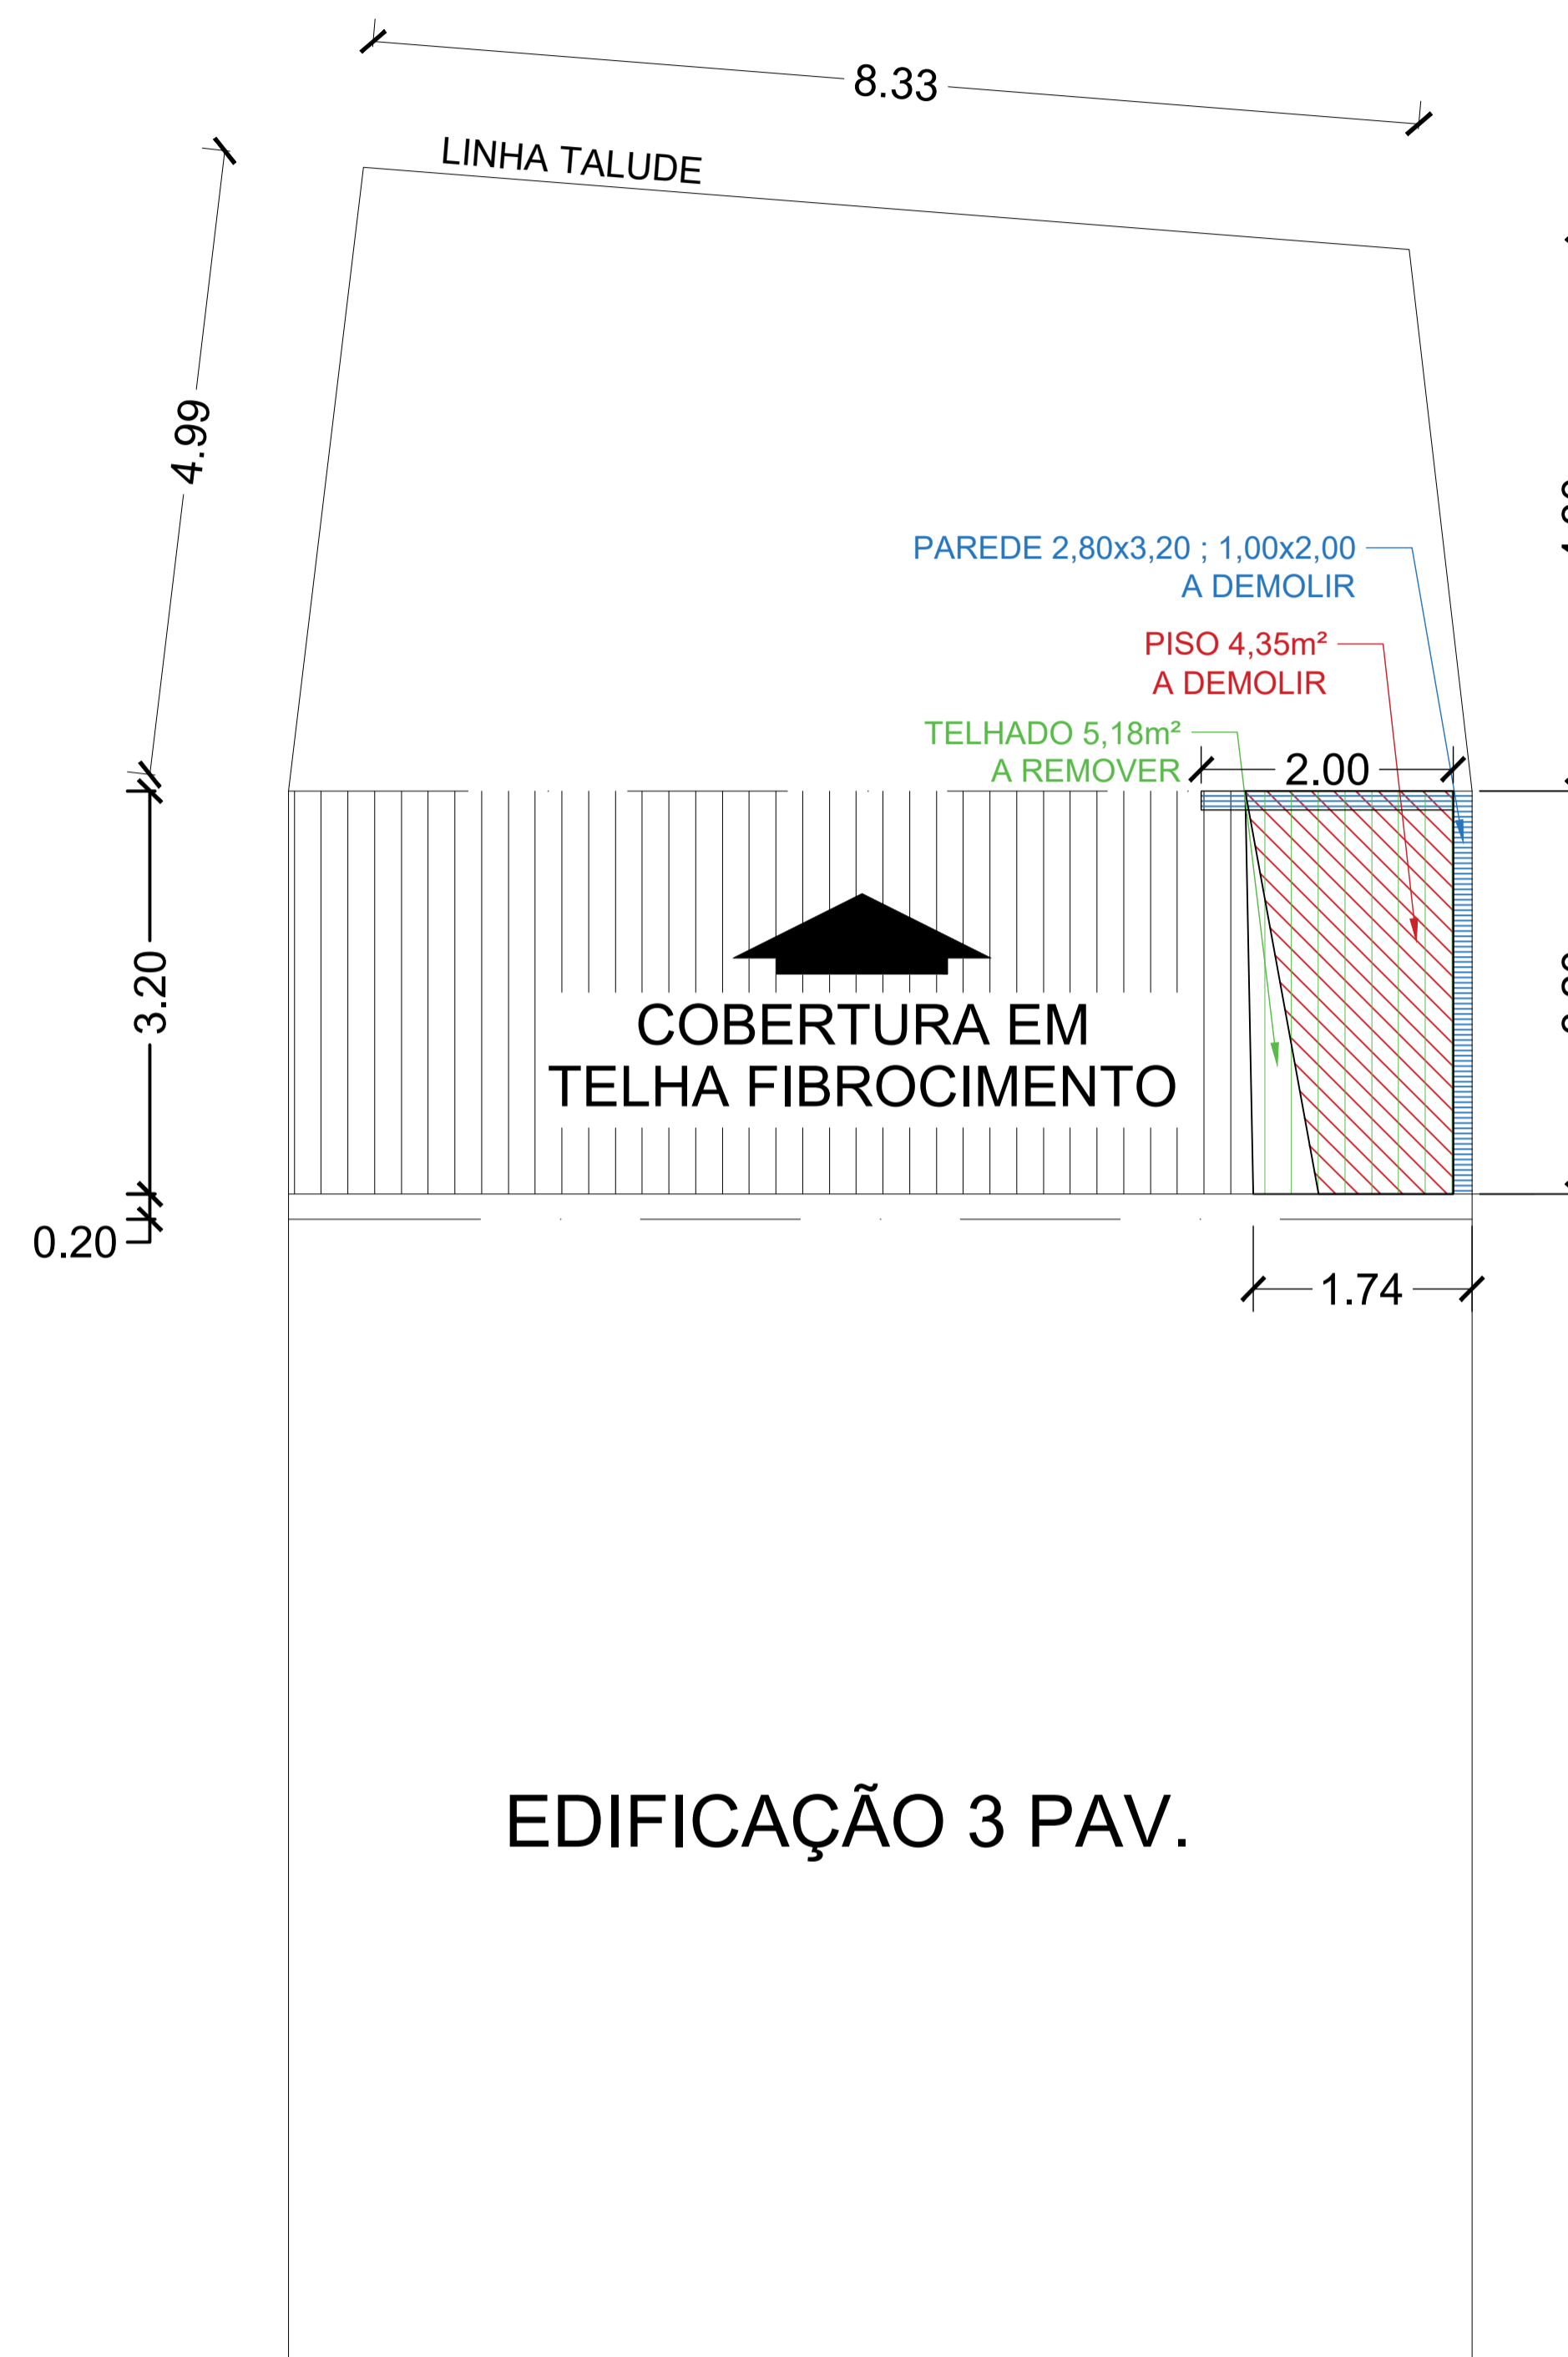 8.33
LINHA TALUDE
4.99
PAREDE 2,80x3,20 ; 1,00x2,00
A DEMOLIR
PISO 4,35m²
A DEMOLIR
TELHADO 5,18m²
A REMOVER
2.00
3.20
COBERTURA EM
TELHA FIBROCIMENTO
0.20
1.74
EDIFICAÇÃO 3 PAV.